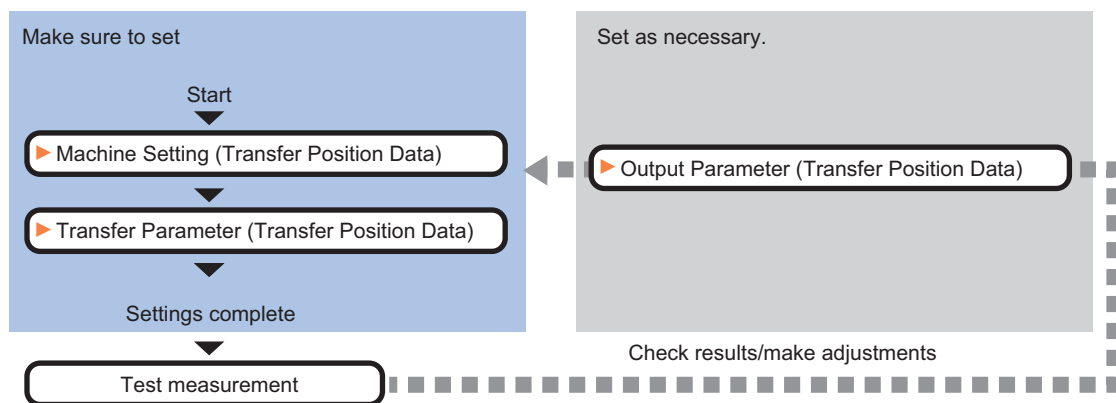 Make sure to set
Start
Machine Setting (Transfer Position Data)
Transfer Parameter (Transfer Position Data)
Settings complete
Test measurement
Set as necessary.
Output Parameter (Transfer Position Data)
Check results/make adjustments